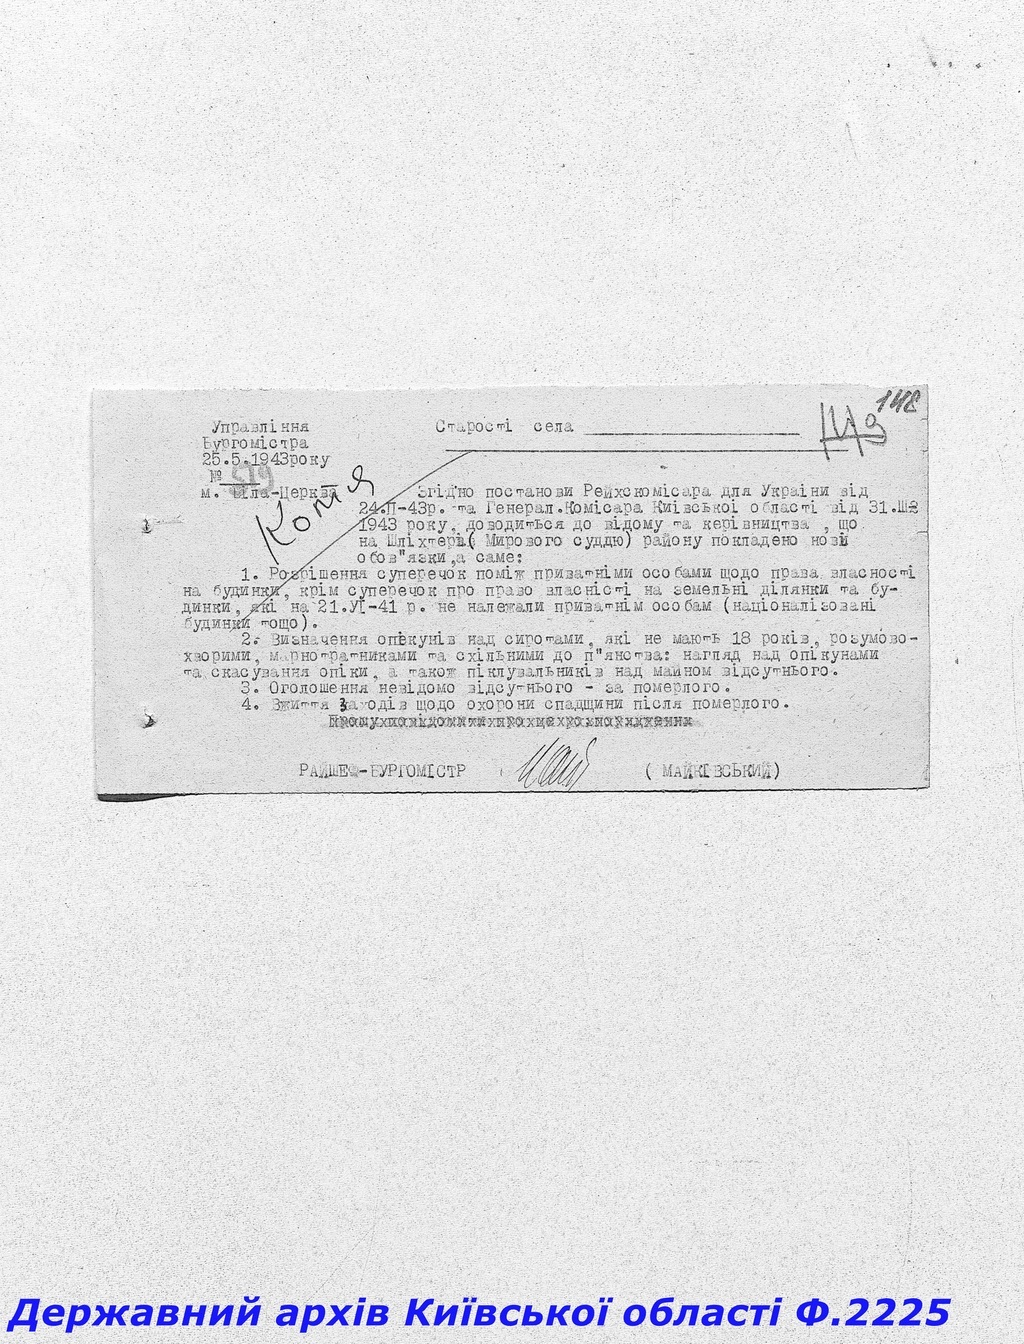 148
149
Управління
Бургомістра
25.5.1943року
№ 519
м. Біла-Церква
Старості села
Копія
Згідно постанови Рейхскомісара для України від
24.II-43р. та Генерал.Комісара Київської області від 31.III
1943 року, доводиться до відому та керівництва , що
на Шліхтерів( Мирового суддю) району покладено нові
обов"язки,а саме:
1. Розрішення суперечок поміж приватніми особами щодо права власності
на будинки, крім суперечок про право власністі на земельні ділянки та бу-
динки, які на 21.УІ-41 р. не належали приватнім особам (націоналізовані
будинки тощо).
2. Визначення опікунів над сиротами, які не мають 18 років, розумово-
хворими, марнотратниками та схільними до п"янства: нагляд над опікунами
та скасування опіки, а також піклувальників над майном відсутнього.
3. Оголошення невідомо відсутнього - за померлого.
4. Вжиття заходів щодо охорони спадщини після померлого.
РАЙШЕФ-БУРГОМІСТР ( МАЙКІВСЬКИЙ)
Державний архів Київської області Ф.2225